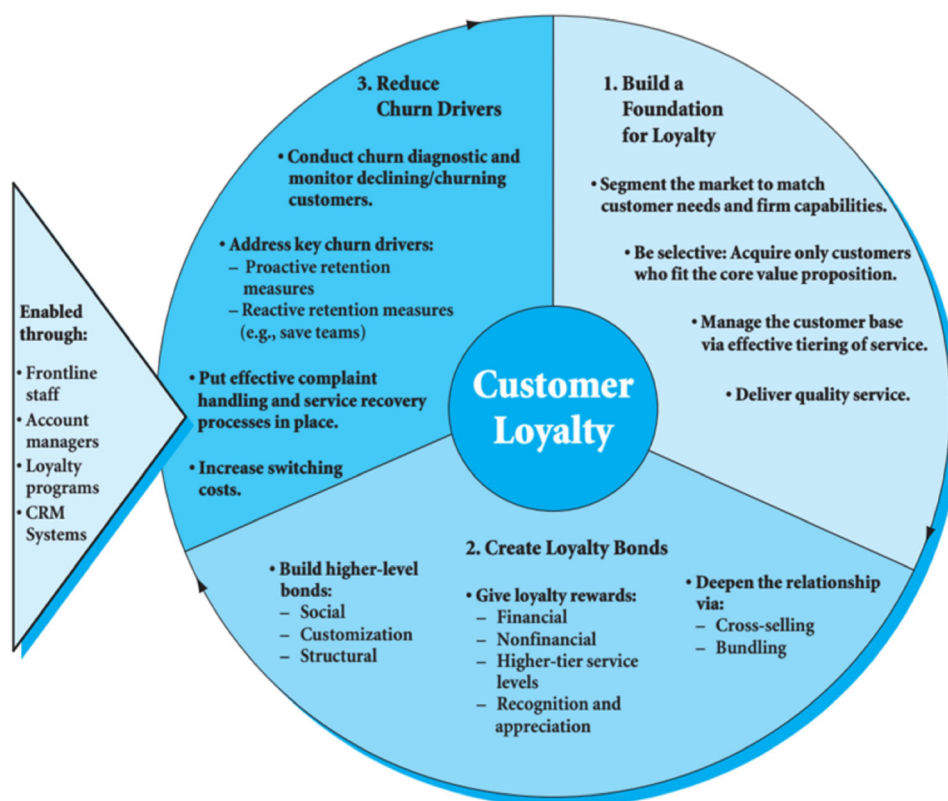 3. Reduce
Churn Drivers
• Conduct churn diagnostic and
monitor declining/churning
customers.
• Address key churn drivers:
– Proactive retention
measures
– Reactive retention measures
(e.g., save teams)
• Put effective complaint
handling and service recovery
processes in place.
• Increase switching
costs.
1. Build a
Foundation
for Loyalty
• Segment the market to match
customer needs and firm capabilities.
• Be selective: Acquire only customers
who fit the core value proposition.
• Manage the customer base
via effective tiering of service.
• Deliver quality service.
Enabled
through:
• Frontline
staff
• Account
managers
• Loyalty
programs
• CRM
Systems
Customer
Loyalty
2. Create Loyalty Bonds
• Build higher-level
bonds:
– Social
– Customization
– Structural
• Give loyalty rewards:
– Financial
– Nonfinancial
– Higher-tier service
levels
– Recognition and
appreciation
• Deepen the relationship
via:
– Cross-selling
– Bundling